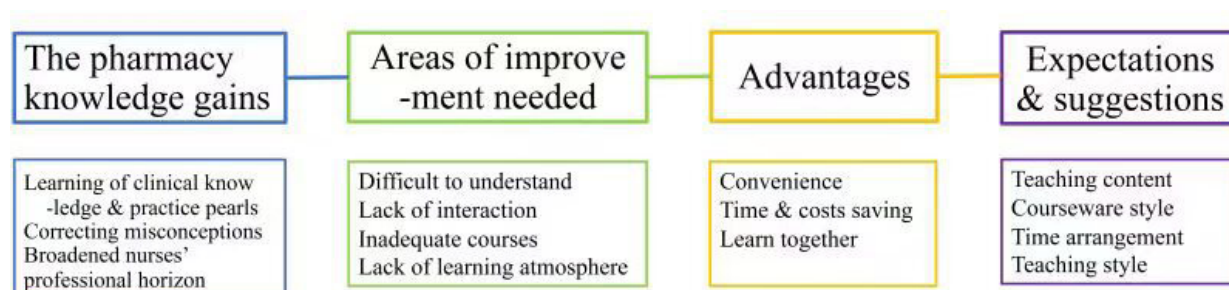 The pharmacy
knowledge gains
Areas of improve
-ment needed
Advantages
Expectations
& suggestions
Learning of clinical know
-ledge & practice pearls
Correcting misconceptions
Broadened nurses’
professional horizon
Difficult to understand
Lack of interaction
Inadequate courses
Lack of learning atmosphere
Convenience
Time & costs saving
Learn together
Teaching content
Courseware style
Time arrangement
Teaching style